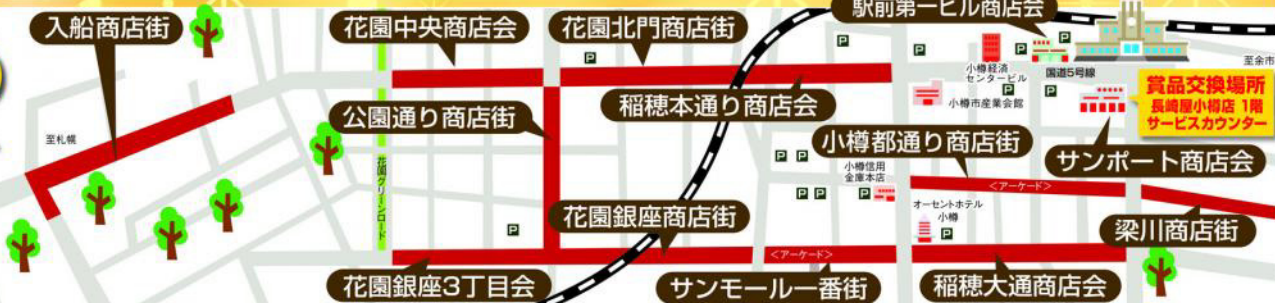 駅前第一ビル商店会
入船商店街
花園中央商店会
花園北門商店街
至余市
小樽経済
センタービル
国道5号線
賞品交換場所
長崎屋小樽店 1階
サービスカウンター
小樽市産業会館
稲穂本通り商店会
公園通り商店街
至札幌
小樽都通り商店街
サンポート商店会
花園グリーンロード
小樽信用
金庫本店
<アーケード>
オーセントホテル
小樽
花園銀座商店街
梁川商店街
<アーケード>
花園銀座3丁目会
サンモール一番街
稲穂大通商店会
P
P
P
P
P
P
P
P
P
P
P
P
P